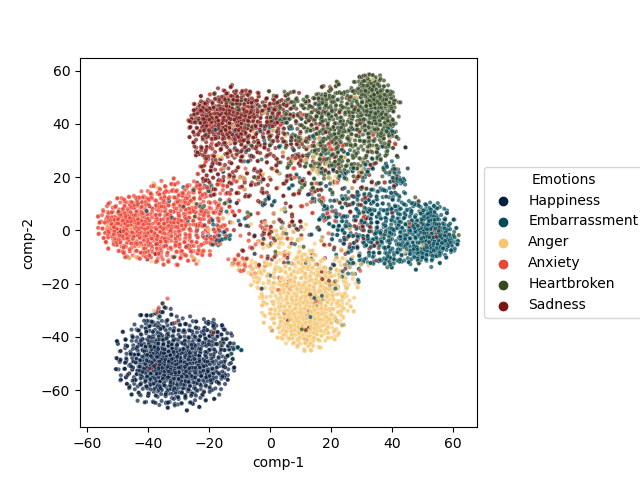 60
40
20
0
−20
−40
−60
comp-2
−60
−40
−20
0
20
40
60
comp-1
Emotions
Happiness
Embarrassment
Anger
Anxiety
Heartbroken
Sadness